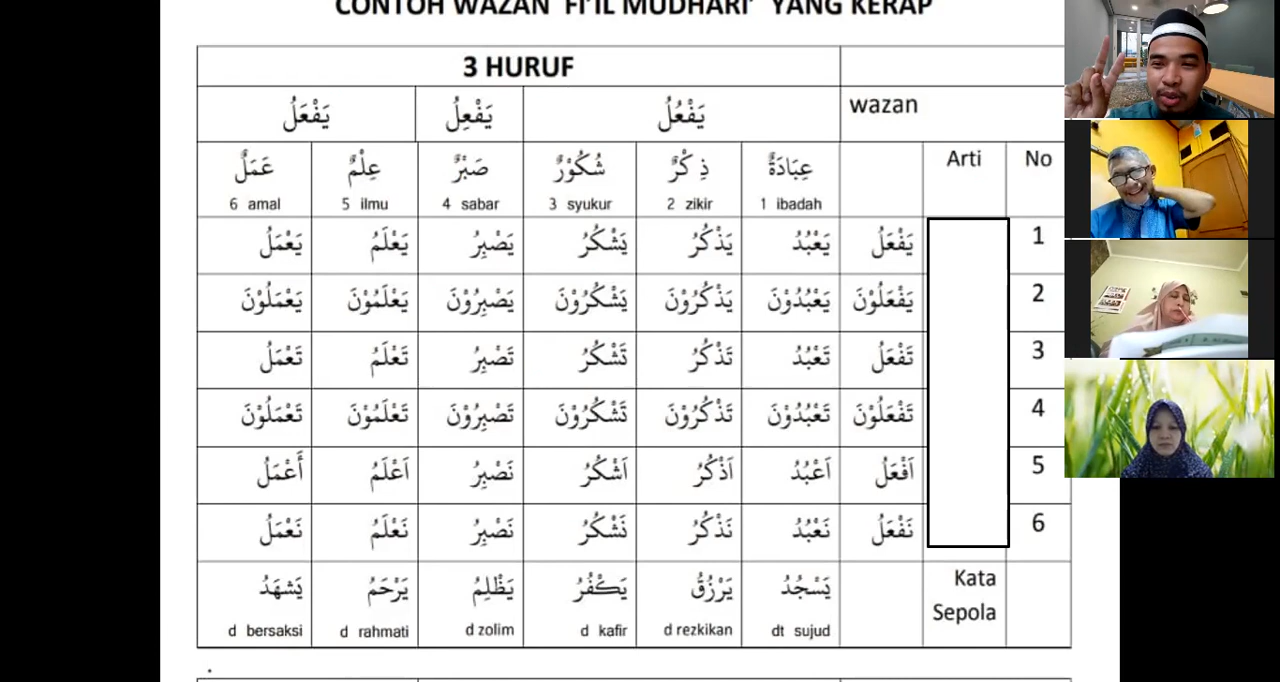 CONTOH WAZAN FI'IL MUDHARI' YANG KERAP
3 HURUF
wazan يَفْعُلُ يَفْعِلُ يَفْعَلُ
No Arti عِبَادَةٌ ذِكْرٌ شُكُوْرٌ صَبْرٌ عِلْمٌ عَمَلٌ
6 amal 5 ilmu 4 sabar 3 syukur 2 zikir 1 ibadah
1 يَفْعَلُ يَعْبُدُ يَذْكُرُ يَشْكُرُ يَصْبِرُ يَعْلَمُ يَعْمَلُ
2 يَفْعَلُوْنَ يَعْبُدُوْنَ يَذْكُرُوْنَ يَشْكُرُوْنَ يَصْبِرُوْنَ يَعْلَمُوْنَ يَعْمَلُوْنَ
3 تَفْعَلُ تَعْبُدُ تَذْكُرُ تَشْكُرُ تَصْبِرُ تَعْلَمُ تَعْمَلُ
4 تَفْعَلُوْنَ تَعْبُدُوْنَ تَذْكُرُوْنَ تَشْكُرُوْنَ تَصْبِرُوْنَ تَعْلَمُوْنَ تَعْمَلُوْنَ
5 اَفْعَلُ اَعْبُدُ اَذْكُرُ اَشْكُرُ نَصْبِرُ اَعْلَمُ أَعْمَلُ
6 نَفْعَلُ نَعْبُدُ نَذْكُرُ نَشْكُرُ نَصْبِرُ نَعْلَمُ نَعْمَلُ
Kata Sepola يَسْجُدُ يَرْزُقُ يَكْفُرُ يَظْلِمُ يَرْحَمُ يَشهَدُ
d bersaksi d rahmati d zolim d kafir d rezkikan dt sujud